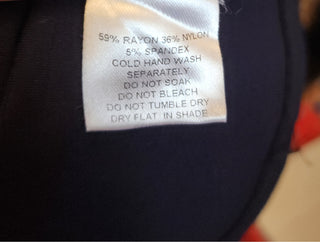 59% RAYON 36% NYLON
5% SPANDEX
COLD HAND WASH
SEPARATELY
DO NOT SOAK
DO NOT BLEACH
DO NOT TUMBLE DRY
DRY FLAT IN SHADE